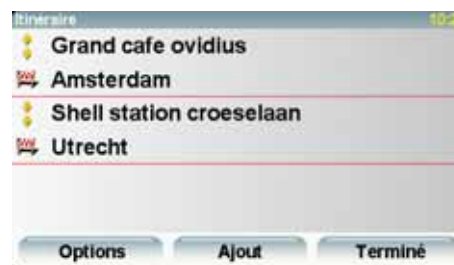 Itinéraire
Grand cafe ovidius
Amsterdam
Shell station croeselaan
Utrecht
Options Ajout Terminé